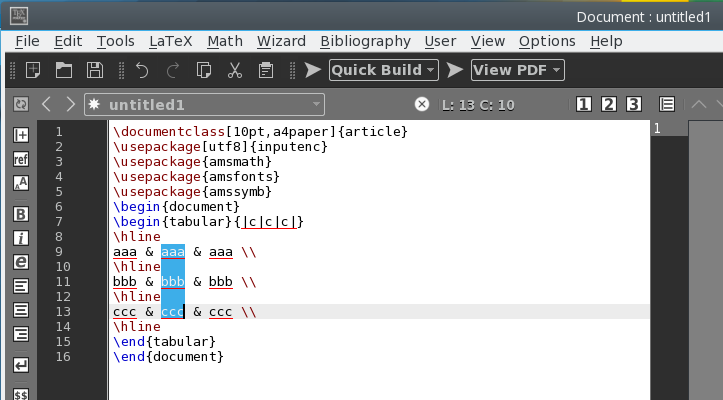 Document : untitled1
File Edit Tools LaTeX Math Wizard Bibliography User View Options Help
Quick Build View PDF
untitled1 L: 13 C: 10 1 2 3
1 \documentclass[10pt,a4paper]{article} 1
2 \usepackage[utf8]{inputenc}
3 \usepackage{amsmath}
4 \usepackage{amsfonts}
5 \usepackage{amssymb}
6 \begin{document}
7 \begin{tabular}{|c|c|c|}
8 \hline
9 aaa & aaa & aaa \\
10 \hline
11 bbb & bbb & bbb \\
12 \hline
13 ccc & ccc & ccc \\
14 \hline
15 \end{tabular}
16 \end{document}
ref
B
i
e
$$